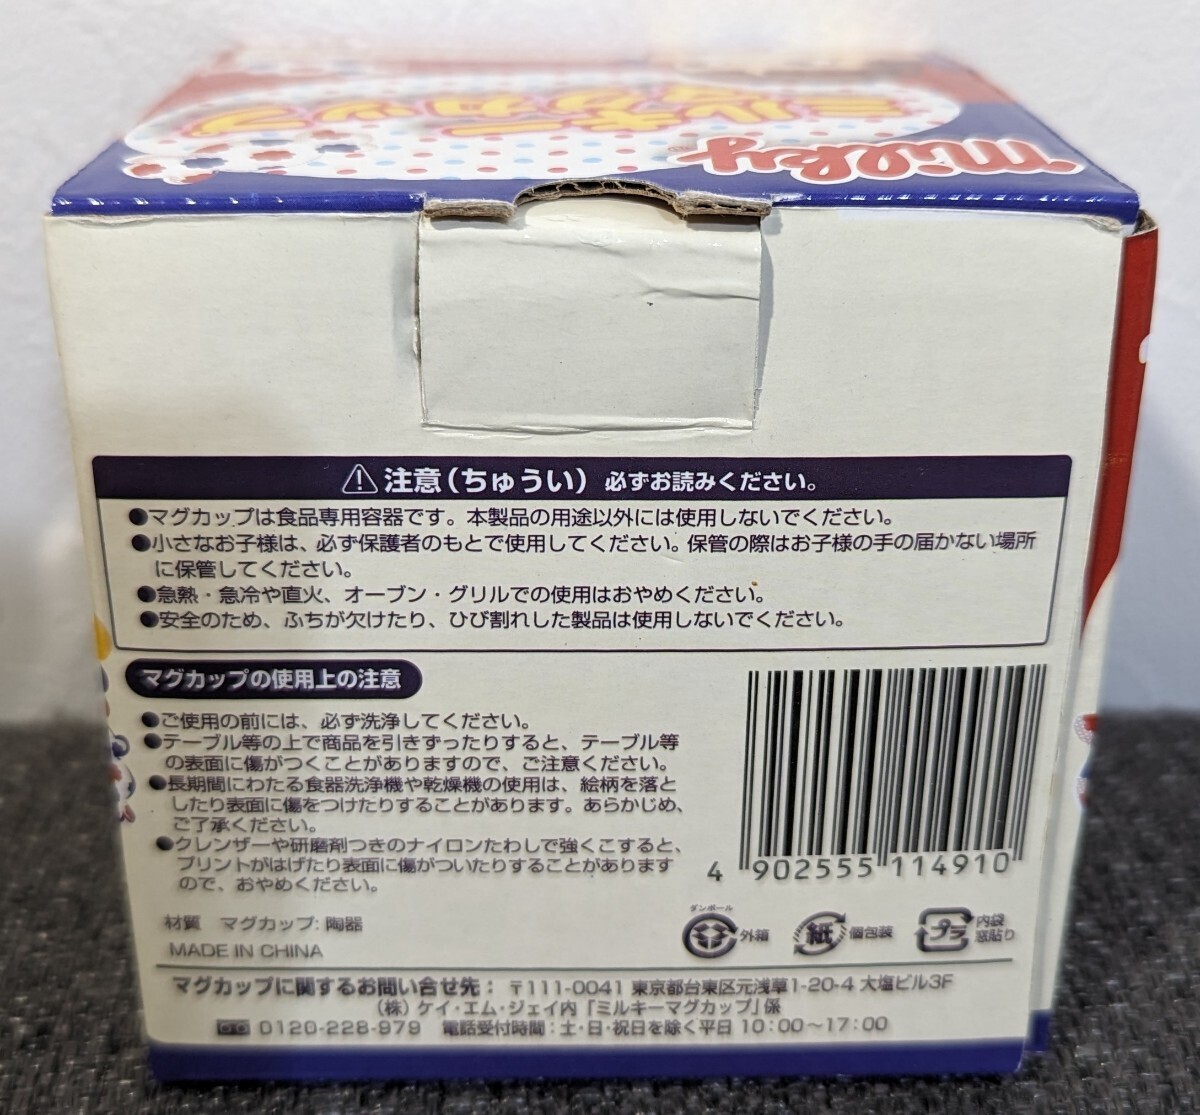 ミルキー
マグカップ
milky
注意（ちゅうい） 必ずお読みください。
●マグカップは食品専用容器です。本製品の用途以外には使用しないでください。
●小さなお子様は、必ず保護者のもとで使用してください。保管の際はお子様の手の届かない場所
に保管してください。
●急熱・急冷や直火、オーブン・グリルでの使用はおやめください。
●安全のため、ふちが欠けたり、ひび割れした製品は使用しないでください。
マグカップの使用上の注意
●ご使用の前には、必ず洗浄してください。
●テーブル等の上で商品を引きずったりすると、テーブル等
の表面に傷がつくことがありますので、ご注意ください。
●長期間にわたる食器洗浄機や乾燥機の使用は、絵柄を落と
したり表面に傷をつけたりすることがあります。あらかじめ、
ご了承ください。
●クレンザーや研磨剤つきのナイロンたわしで強くこすると、
プリントがはげたり表面に傷がついたりすることがあります
ので、おやめください。
4 902555 114910
材質 マグカップ：陶器
MADE IN CHINA
ダンボール
外箱
紙
個包装
プラ
内袋
窓貼り
マグカップに関するお問い合せ先：〒111-0041 東京都台東区元浅草1-20-4 大塩ビル3F
（株）ケイ・エム・ジェイ内「ミルキーマグカップ」係
0120-228-979 電話受付時間：土・日・祝日を除く平日 10：00～17：00